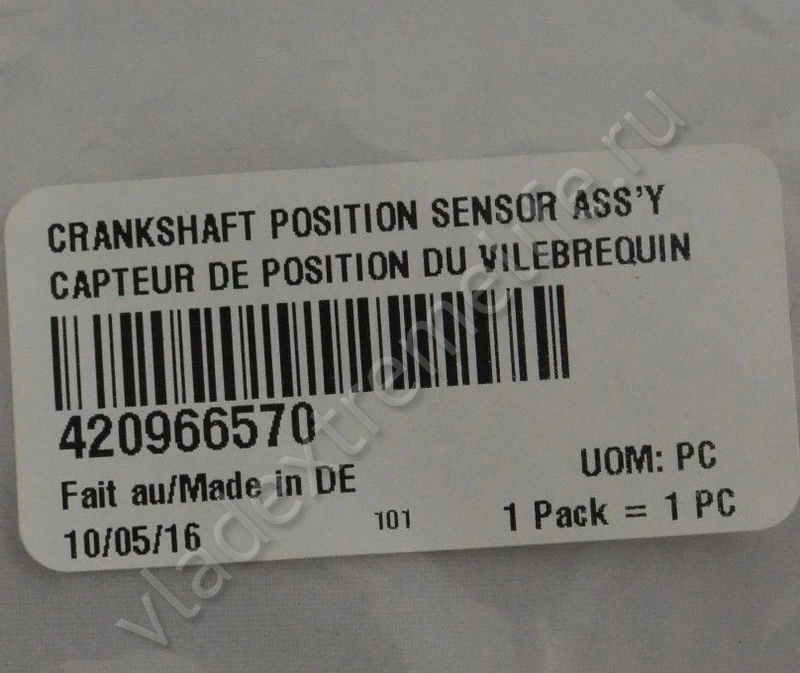 CRANKSHAFT POSITION SENSOR ASS'Y
CAPTEUR DE POSITION DU VILEBREQUIN
420966570
Fait au/Made in DE
UOM: PC
10/05/16
101
1 Pack = 1 PC
vladextremelife.ru